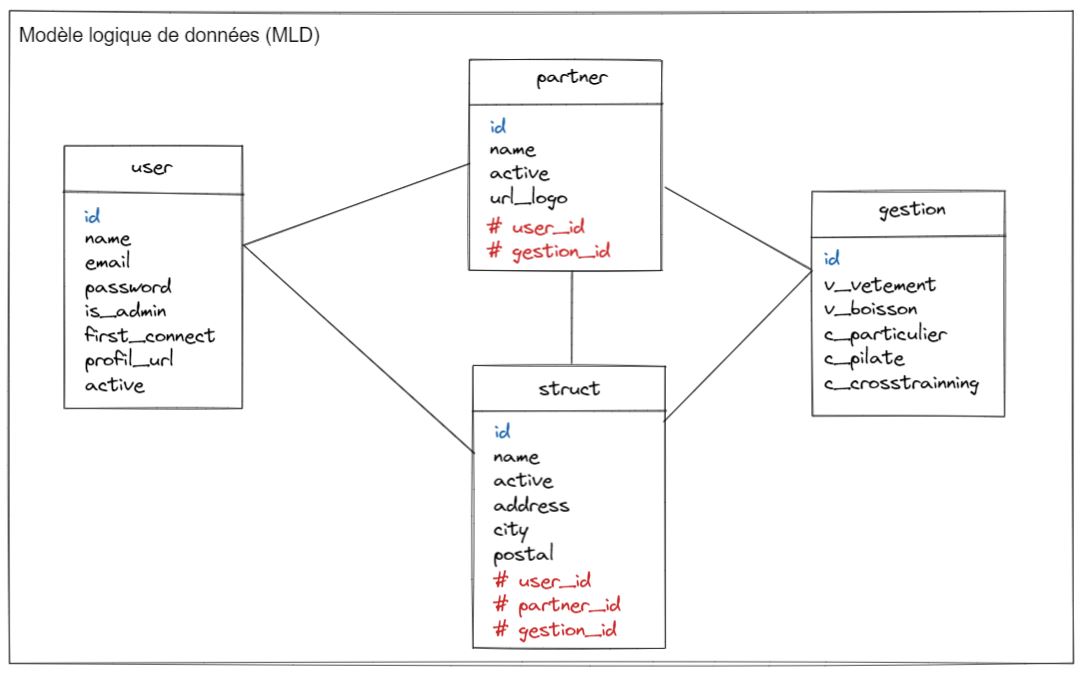 Modèle logique de données (MLD)
user
id
name
email
password
is_admin
first_connect
profil_url
active
partner
id
name
active
url_logo
# user_id
# gestion_id
struct
id
name
active
address
city
postal
# user_id
# partner_id
# gestion_id
gestion
id
v_vetement
v_boisson
c_particulier
c_pilate
c_crosstrainning